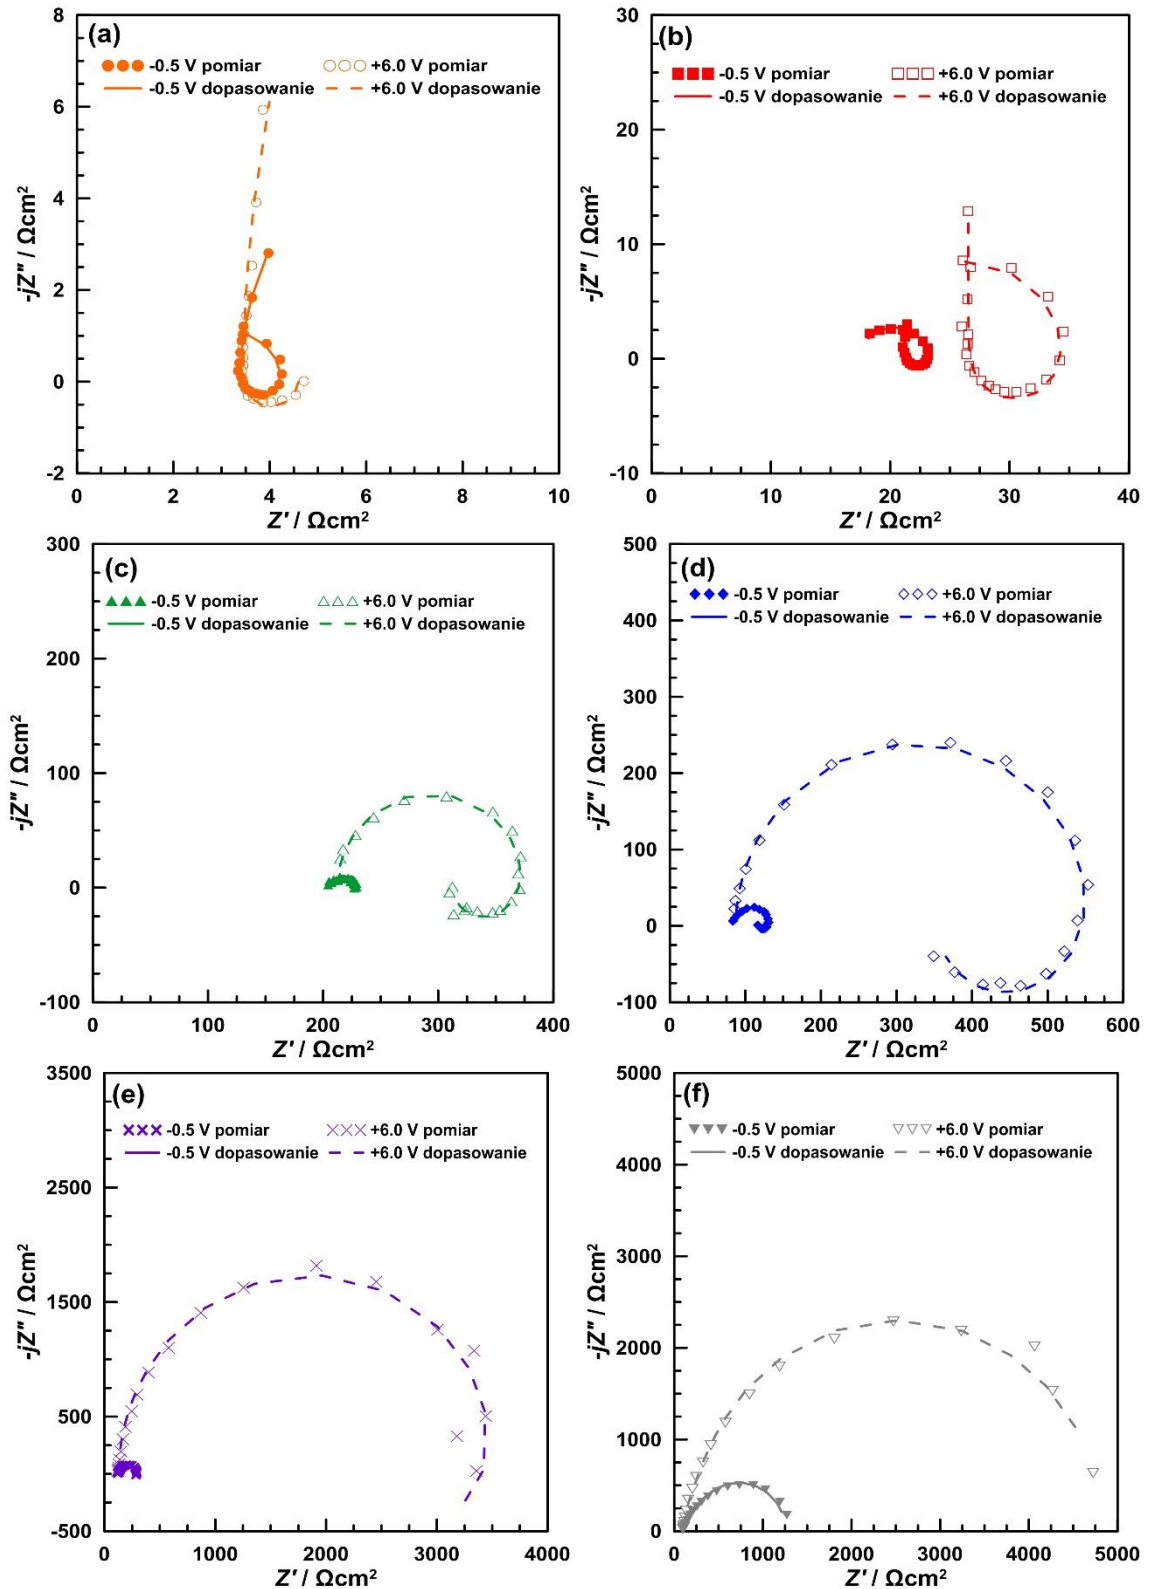 (a)
-0.5 V pomiar +6.0 V pomiar
-0.5 V dopasowanie +6.0 V dopasowanie
8
6
4
2
0
-2
-jZ" / Ωcm²
0 2 4 6 8 10
Z' / Ωcm²
(b)
-0.5 V pomiar +6.0 V pomiar
-0.5 V dopasowanie +6.0 V dopasowanie
30
20
10
0
-10
-jZ" / Ωcm²
0 10 20 30 40
Z' / Ωcm²
(c)
-0.5 V pomiar +6.0 V pomiar
-0.5 V dopasowanie +6.0 V dopasowanie
300
200
100
0
-100
-jZ" / Ωcm²
0 100 200 300 400
Z' / Ωcm²
(d)
-0.5 V pomiar +6.0 V pomiar
-0.5 V dopasowanie +6.0 V dopasowanie
500
400
300
200
100
0
-100
-jZ" / Ωcm²
0 100 200 300 400 500 600
Z' / Ωcm²
(e)
-0.5 V pomiar +6.0 V pomiar
-0.5 V dopasowanie +6.0 V dopasowanie
3500
2500
1500
500
-500
-jZ" / Ωcm²
0 1000 2000 3000 4000
Z' / Ωcm²
(f)
-0.5 V pomiar +6.0 V pomiar
-0.5 V dopasowanie +6.0 V dopasowanie
5000
4000
3000
2000
1000
0
-jZ" / Ωcm²
0 1000 2000 3000 4000 5000
Z' / Ωcm²